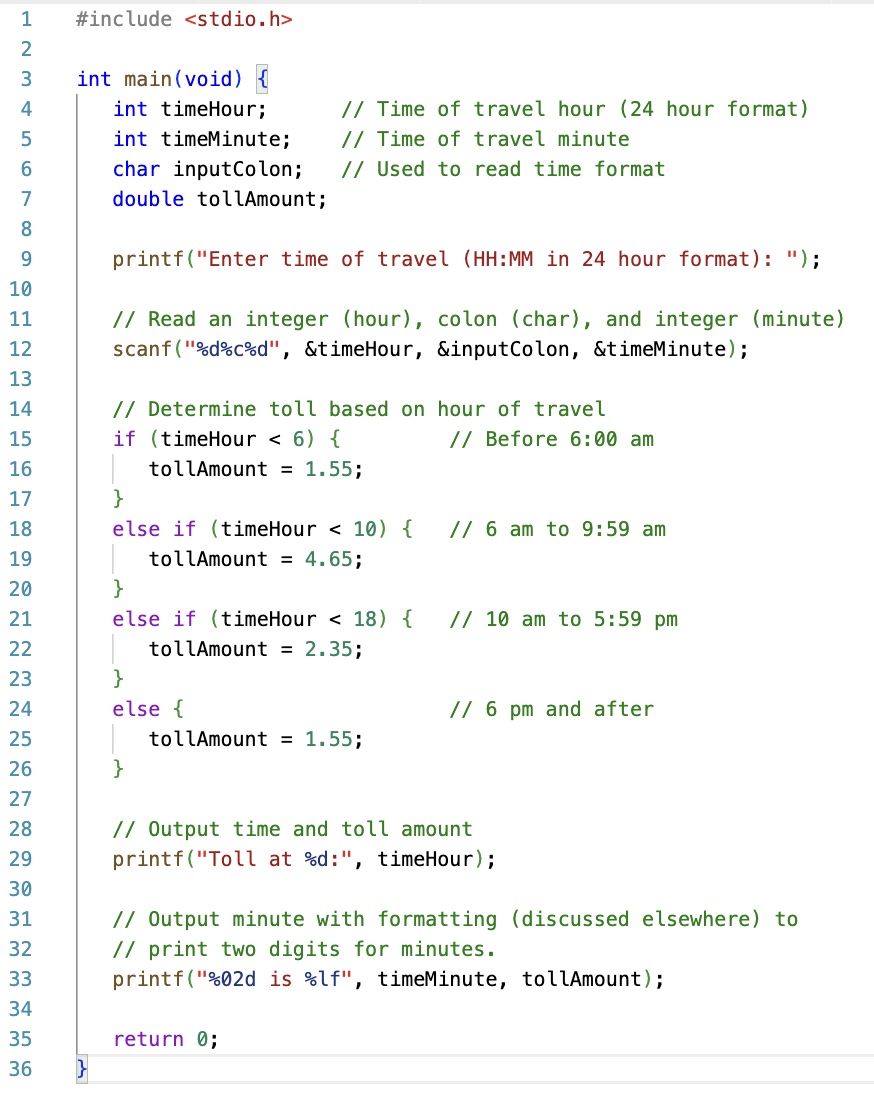 1 #include <stdio.h>
2
3 int main(void) {
4    int timeHour;      // Time of travel hour (24 hour format)
5    int timeMinute;    // Time of travel minute
6    char inputColon;   // Used to read time format
7    double tollAmount;
8
9    printf("Enter time of travel (HH:MM in 24 hour format): ");
10
11    // Read an integer (hour), colon (char), and integer (minute)
12    scanf("%d%c%d", &timeHour, &inputColon, &timeMinute);
13
14    // Determine toll based on hour of travel
15    if (timeHour < 6) {         // Before 6:00 am
16       tollAmount = 1.55;
17    }
18    else if (timeHour < 10) {   // 6 am to 9:59 am
19       tollAmount = 4.65;
20    }
21    else if (timeHour < 18) {   // 10 am to 5:59 pm
22       tollAmount = 2.35;
23    }
24    else {                      // 6 pm and after
25       tollAmount = 1.55;
26    }
27
28    // Output time and toll amount
29    printf("Toll at %d:", timeHour);
30
31    // Output minute with formatting (discussed elsewhere) to
32    // print two digits for minutes.
33    printf("%02d is %lf", timeMinute, tollAmount);
34
35    return 0;
36 }